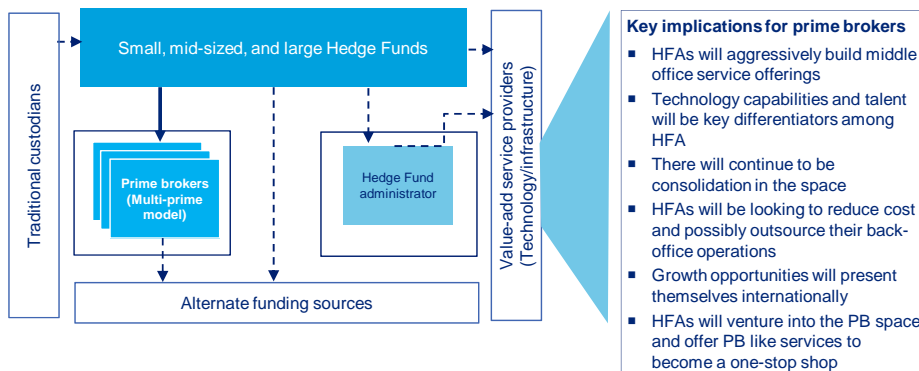 Traditional custodians
Small, mid-sized, and large Hedge Funds
Prime brokers
(Multi-prime
model)
Hedge Fund
administrator
Alternate funding sources
Value-add service providers
(Technology/infrastructure)
Key implications for prime brokers
■ HFAs will aggressively build middle
office service offerings
■ Technology capabilities and talent
will be key differentiators among
HFA
■ There will continue to be
consolidation in the space
■ HFAs will be looking to reduce cost
and possibly outsource their back-
office operations
■ Growth opportunities will present
themselves internationally
■ HFAs will venture into the PB space
and offer PB like services to
become a one-stop shop